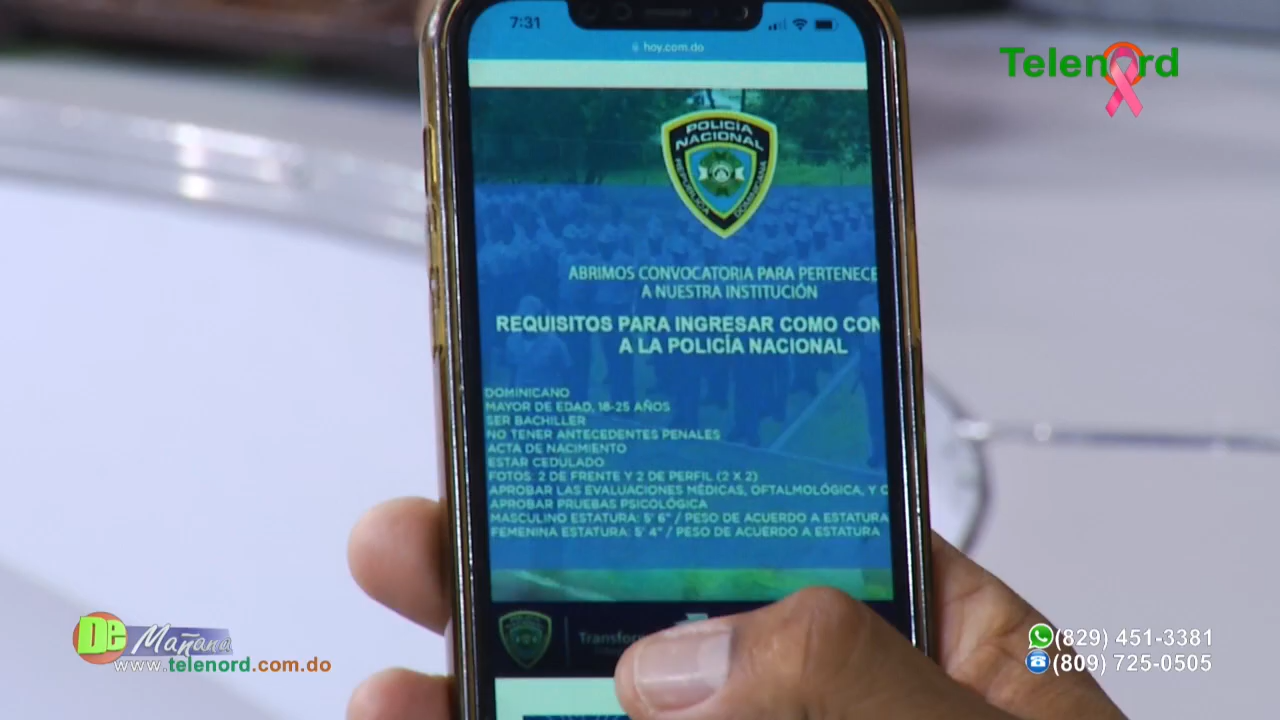 7:31
hoy.com.do
Telenord
POLICÍA
NACIONAL
REPÚBLICA
DOMINICANA
ABRIMOS CONVOCATORIA PARA PERTENECE
A NUESTRA INSTITUCIÓN
REQUISITOS PARA INGRESAR COMO CON
A LA POLICÍA NACIONAL
DOMINICANO
MAYOR DE EDAD, 18-25 AÑOS
SER BACHILLER
NO TENER ANTECEDENTES PENALES
ACTA DE NACIMIENTO
ESTAR CEDULADO
FOTOS: 2 DE FRENTE Y 2 DE PERFIL (2 X 2)
APROBAR LAS EVALUACIONES MÉDICAS, OFTALMOLÓGICA, Y
APROBAR PRUEBAS PSICOLÓGICA
MASCULINO ESTATURA: 5' 6" / PESO DE ACUERDO A ESTATURA
FEMENINA ESTATURA: 5' 4" / PESO DE ACUERDO A ESTATURA
Transfor
De Mañana
www.telenord.com.do
(829) 451-3381
(809) 725-0505